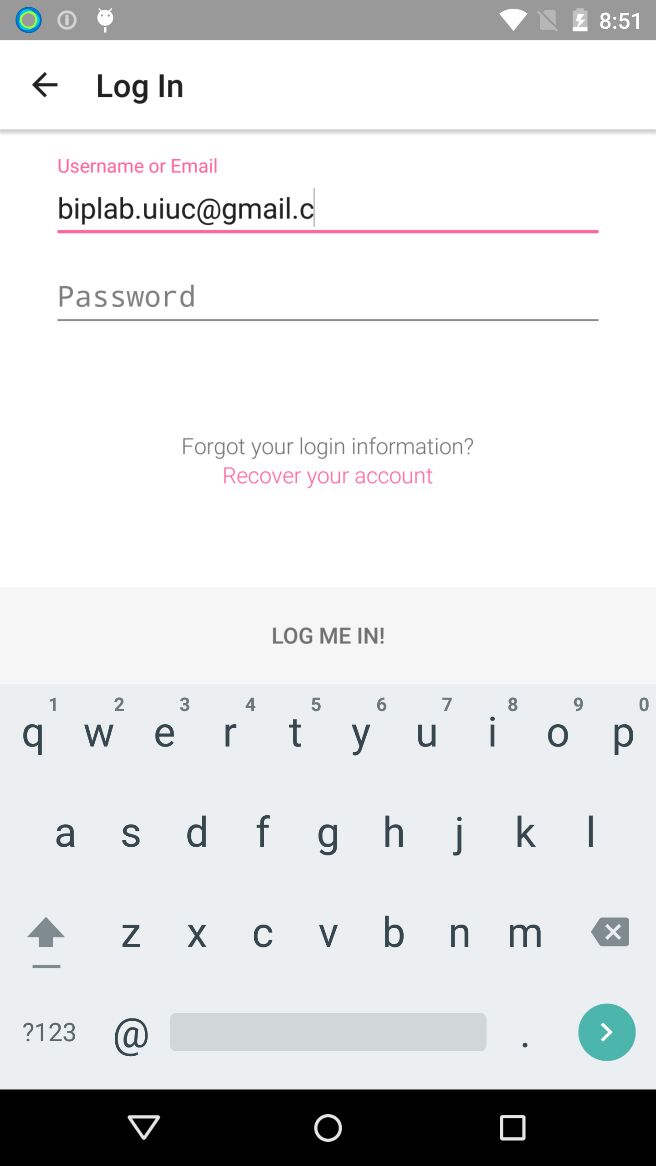 8:51
Log In
Username or Email
biplab.uiuc@gmail.c
Password
Forgot your login information?
Recover your account
LOG ME IN!
1 2 3 4 5 6 7 8 9 0
q w e r t y u i o p
a s d f g h j k l
z x c v b n m
?123 @ .